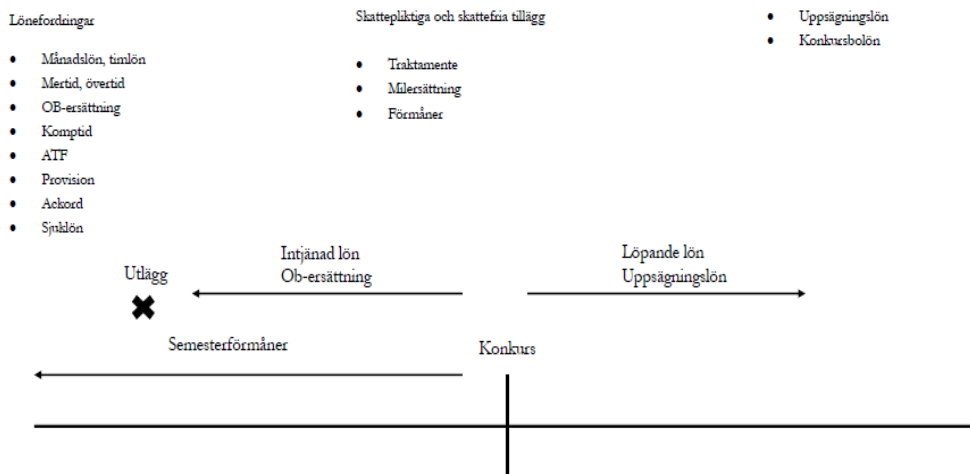 Lönefordringar
• Månadslön, timlön
• Mertid, övertid
• OB-ersättning
• Komptid
• ATF
• Provision
• Ackord
• Sjuklön
Skattepliktiga och skattefria tillägg
• Traktamente
• Milersättning
• Förmåner
• Uppsägningslön
• Konkursbolön
Utlägg
Intjänad lön
Ob-ersättning
Löpande lön
Uppsägningslön
Semesterförmåner
Konkurs